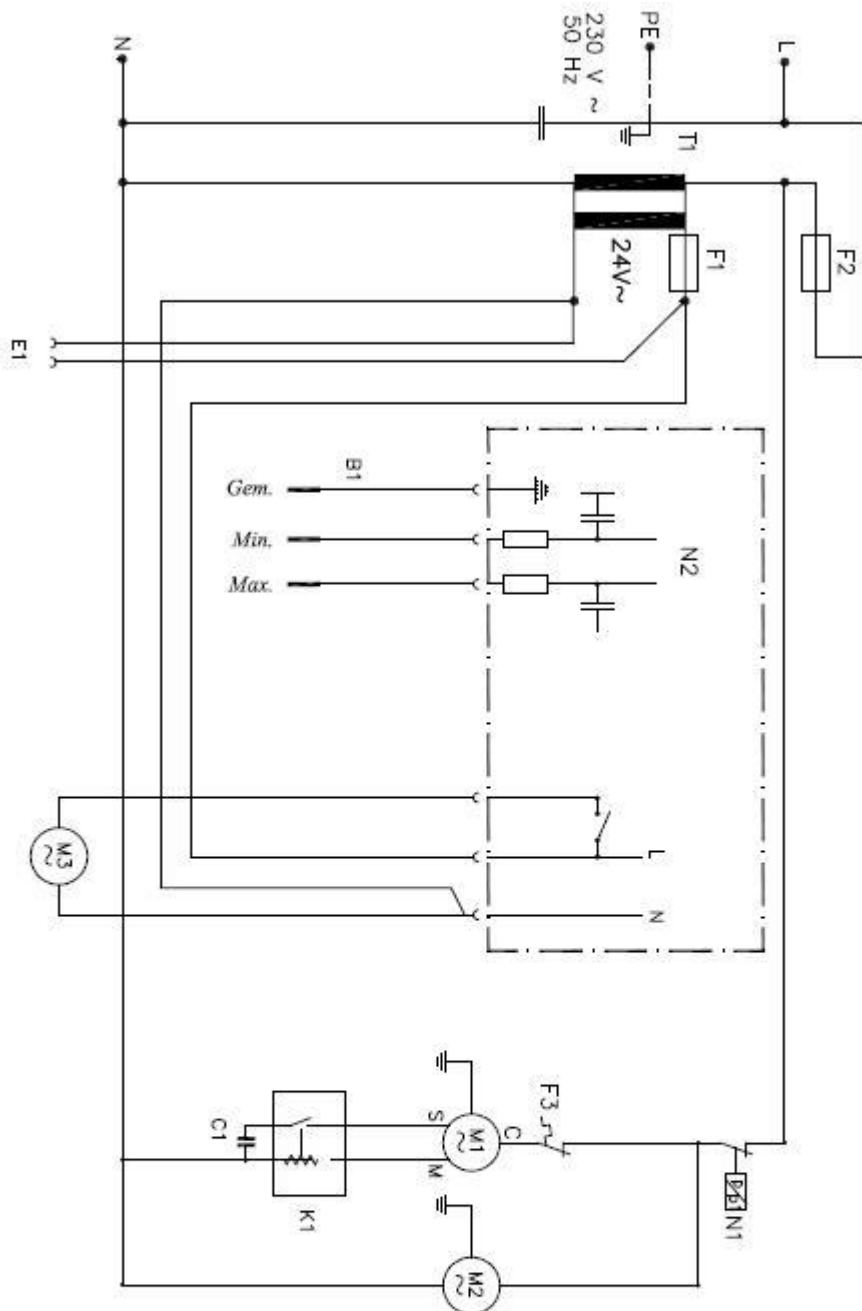 N
230 V ~
50 Hz
PE
L
T1
24V~
F1
F2
E1
B1
Gem.
Min.
Max.
N2
L
N
M3
~
F3
S
M1
~
C
M
C1
K1
N1
M2
~